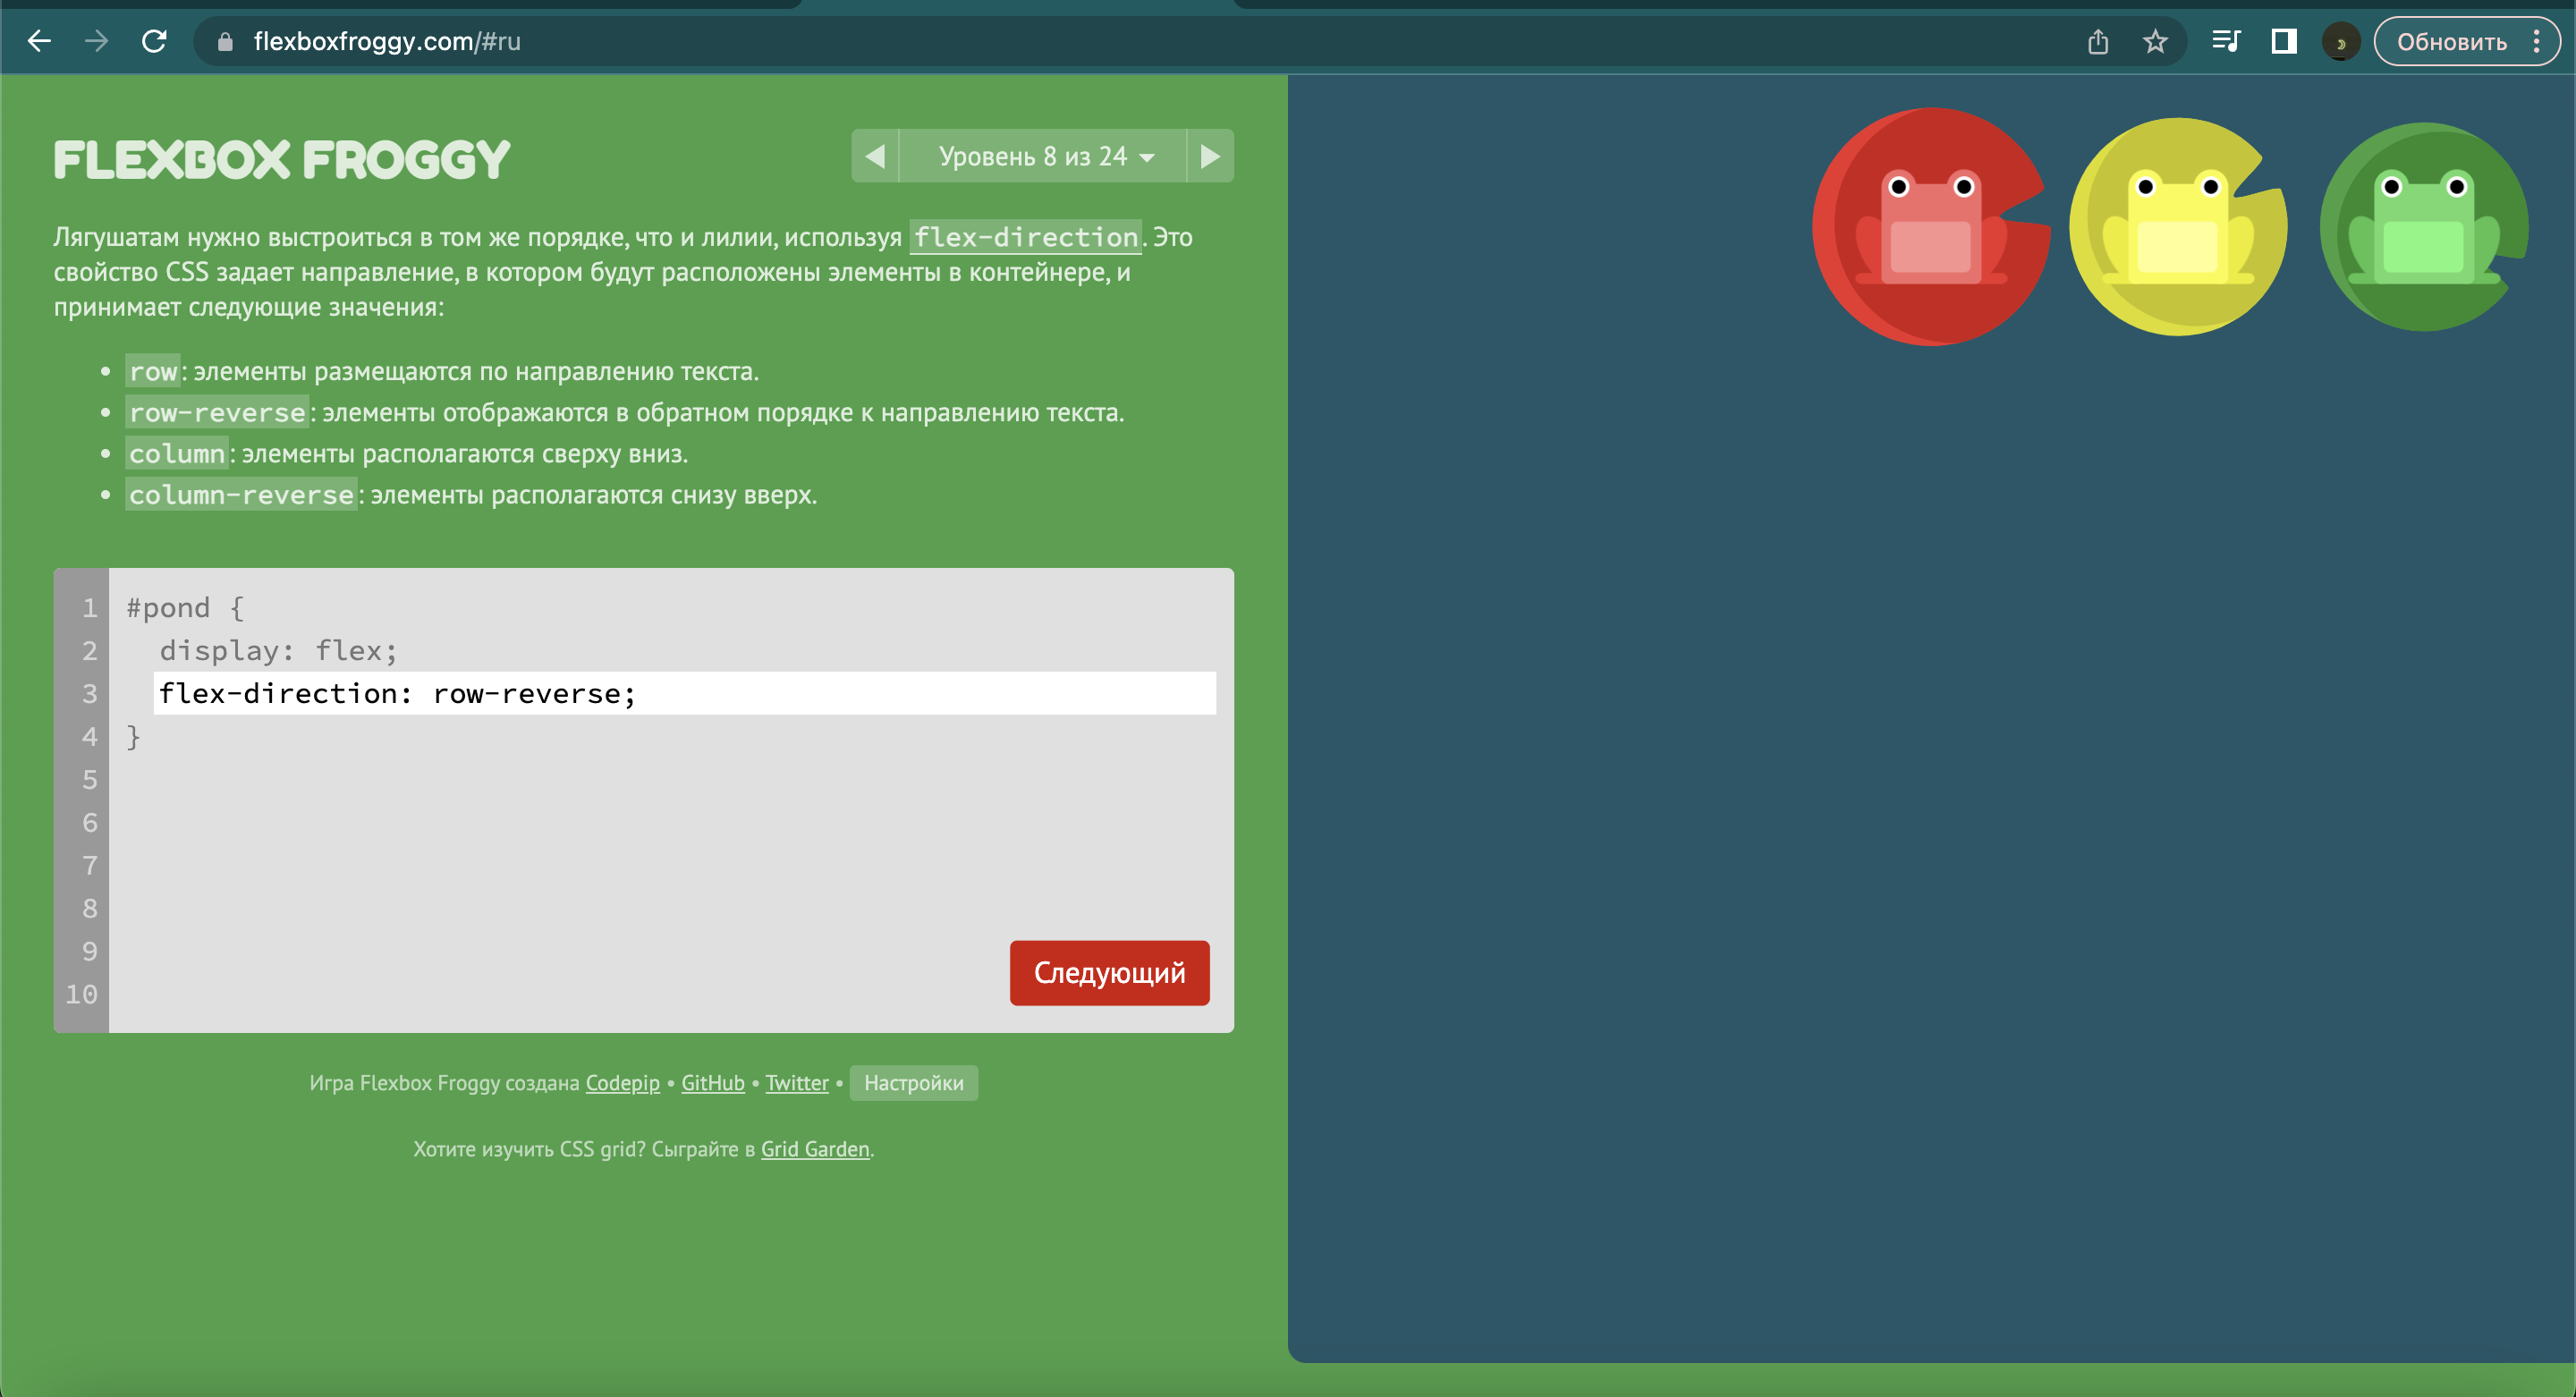 flexboxfroggy.com/#ru
Обновить
FLEXBOX FROGGY
Уровень 8 из 24
Лягушатам нужно выстроиться в том же порядке, что и лилии, используя flex-direction. Это
свойство CSS задает направление, в котором будут расположены элементы в контейнере, и
принимает следующие значения:
row: элементы размещаются по направлению текста.
row-reverse: элементы отображаются в обратном порядке к направлению текста.
column: элементы располагаются сверху вниз.
column-reverse: элементы располагаются снизу вверх.
1 #pond {
2 display: flex;
3 flex-direction: row-reverse;
4 }
5
6
7
8
9
10
Следующий
Игра Flexbox Froggy создана Codepip • GitHub • Twitter • Настройки
Хотите изучить CSS grid? Сыграйте в Grid Garden.